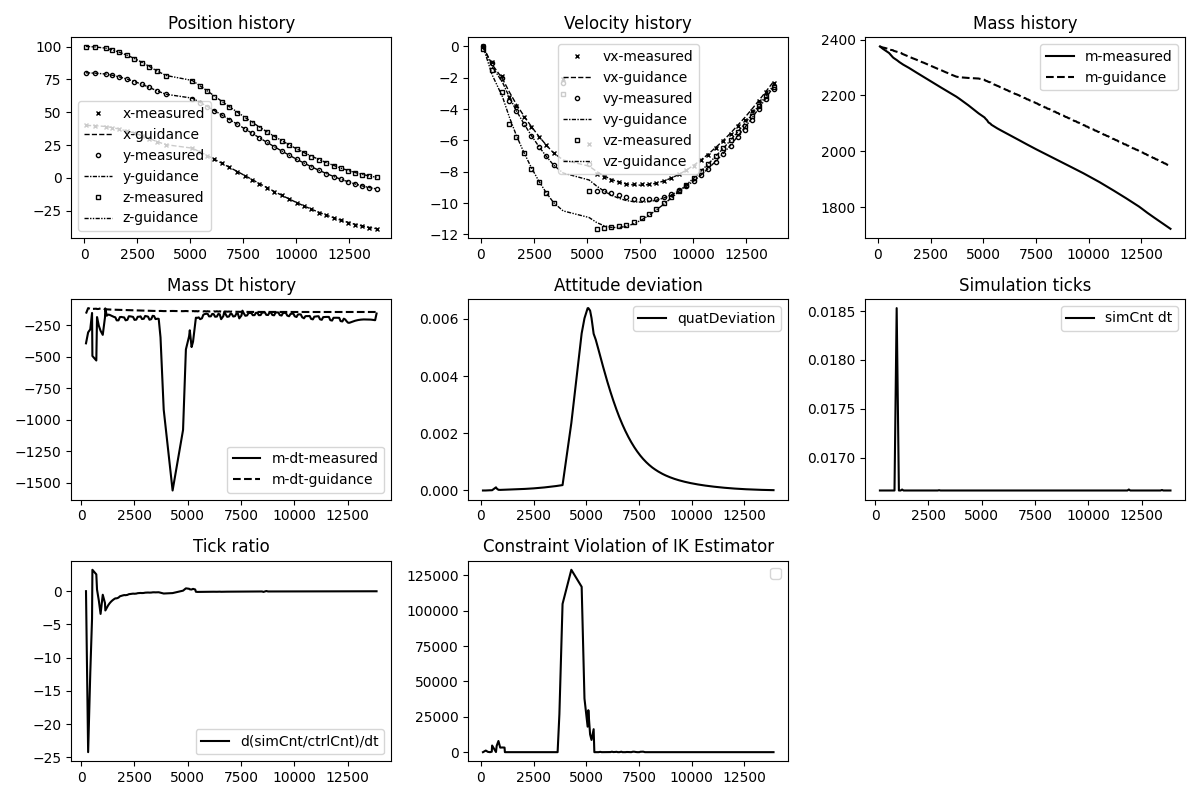 Position history
100
75
50
25
0
−25
x-measured
x-guidance
y-measured
y-guidance
z-measured
z-guidance
0 2500 5000 7500 10000 12500
Velocity history
0
−2
−4
−6
−8
−10
−12
vx-measured
vx-guidance
vy-measured
vy-guidance
vz-measured
vz-guidance
0 2500 5000 7500 10000 12500
Mass history
2400
2200
2000
1800
m-measured
m-guidance
0 2500 5000 7500 10000 12500
Mass Dt history
−250
−500
−750
−1000
−1250
−1500
m-dt-measured
m-dt-guidance
0 2500 5000 7500 10000 12500
Attitude deviation
0.006
0.004
0.002
0.000
quatDeviation
0 2500 5000 7500 10000 12500
Simulation ticks
0.0185
0.0180
0.0175
0.0170
simCnt dt
0 2500 5000 7500 10000 12500
Tick ratio
0
−5
−10
−15
−20
−25
d(simCnt/ctrlCnt)/dt
0 2500 5000 7500 10000 12500
Constraint Violation of IK Estimator
125000
100000
75000
50000
25000
0
0 2500 5000 7500 10000 12500